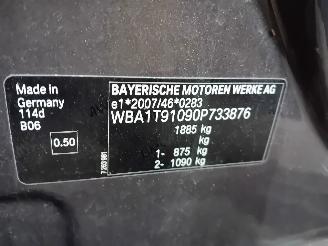 Made in
Germany
114d
B06
0.50
BAYERISCHE MOTOREN WERKE AG
e1*2007/46*0283
WBA1T91090P733876
1885 kg
kg
1- 875 kg
2- 1090 kg